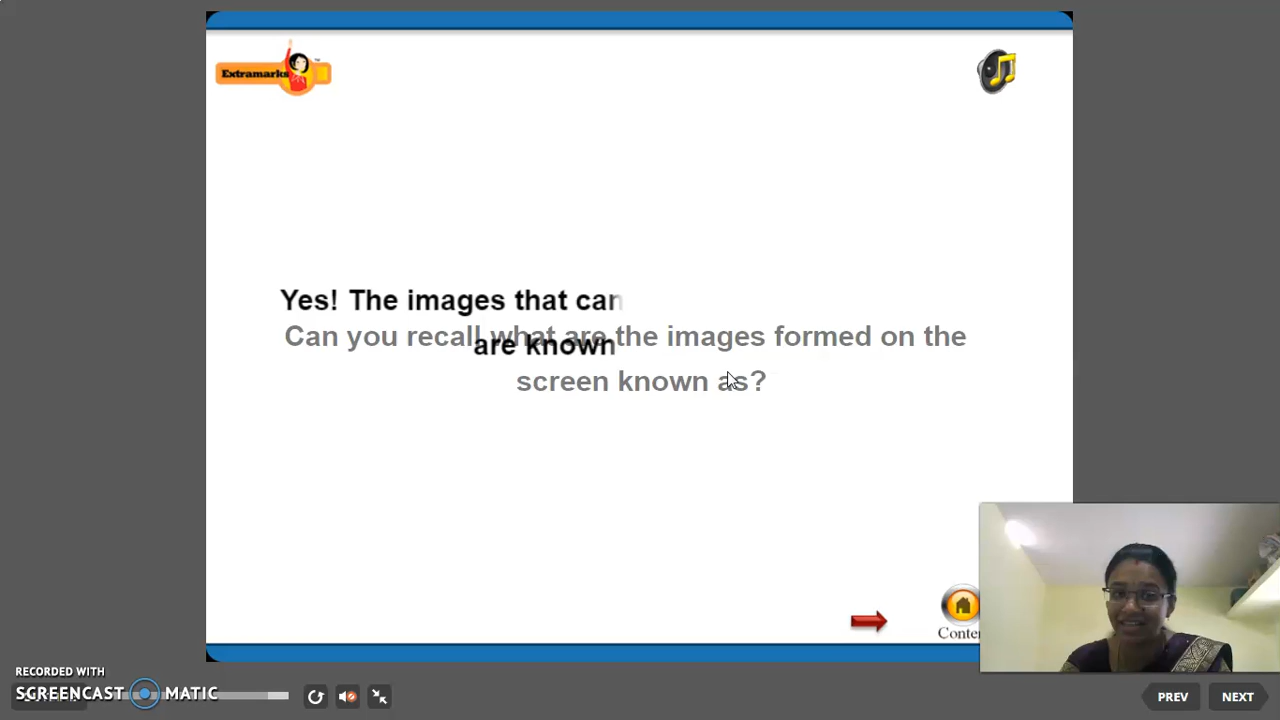 Extramarks
Yes! The images that can
Can you recall what are the images formed on the
are known
screen known as?
Conte
RECORDED WITH
SCREENCAST MATIC
PREV
NEXT